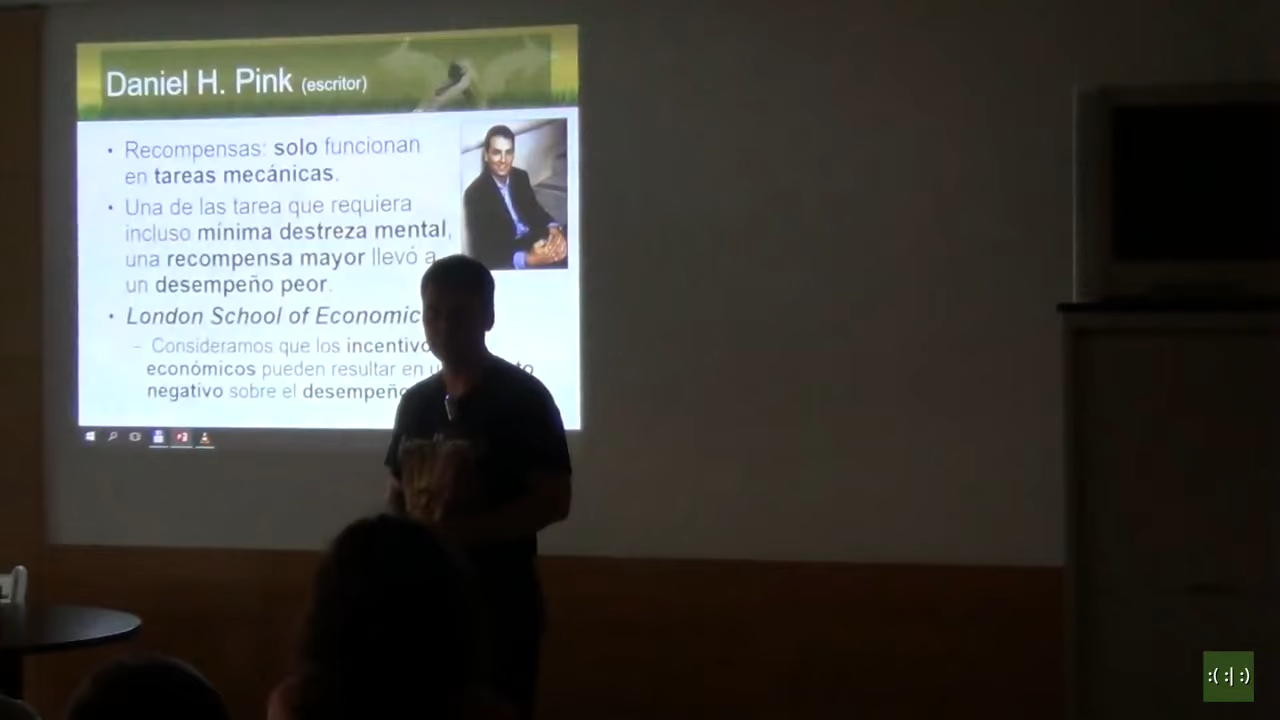 Daniel H. Pink (escritor)
• Recompensas: solo funcionan
en tareas mecánicas.
• Una de las tarea que requiera
incluso mínima destreza mental,
una recompensa mayor llevó a
un desempeño peor.
• London School of Economic
– Consideramos que los incentivo
económicos pueden resultar en u to
negativo sobre el desempeño
:( :| :)